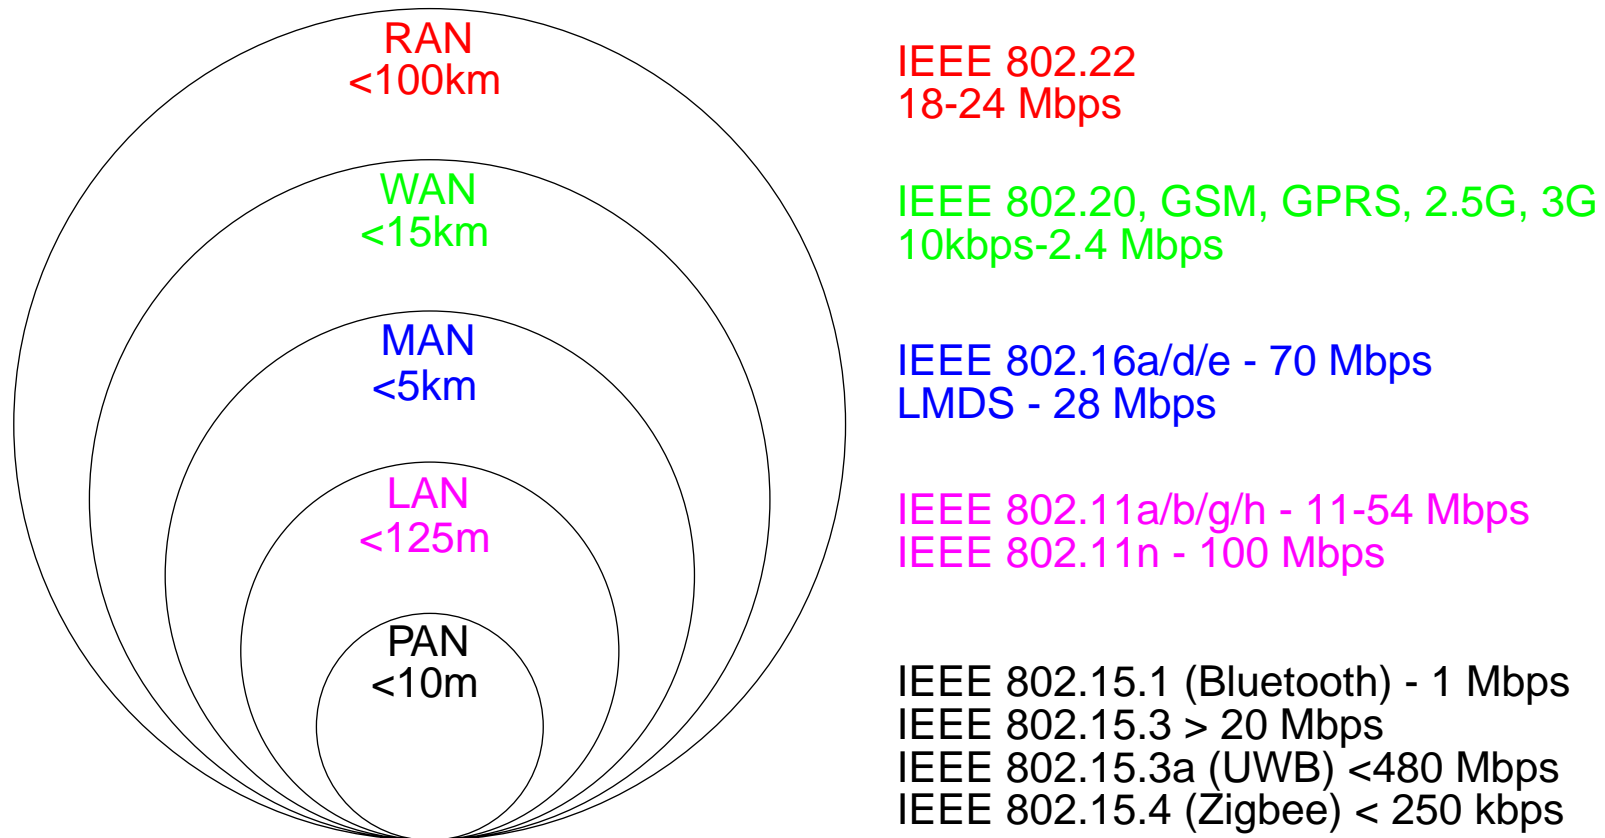 RAN
<100km
IEEE 802.22
18-24 Mbps
WAN
<15km
IEEE 802.20, GSM, GPRS, 2.5G, 3G
10kbps-2.4 Mbps
MAN
<5km
IEEE 802.16a/d/e - 70 Mbps
LMDS - 28 Mbps
LAN
<125m
IEEE 802.11a/b/g/h - 11-54 Mbps
IEEE 802.11n - 100 Mbps
PAN
<10m
IEEE 802.15.1 (Bluetooth) - 1 Mbps
IEEE 802.15.3 > 20 Mbps
IEEE 802.15.3a (UWB) <480 Mbps
IEEE 802.15.4 (Zigbee) < 250 kbps